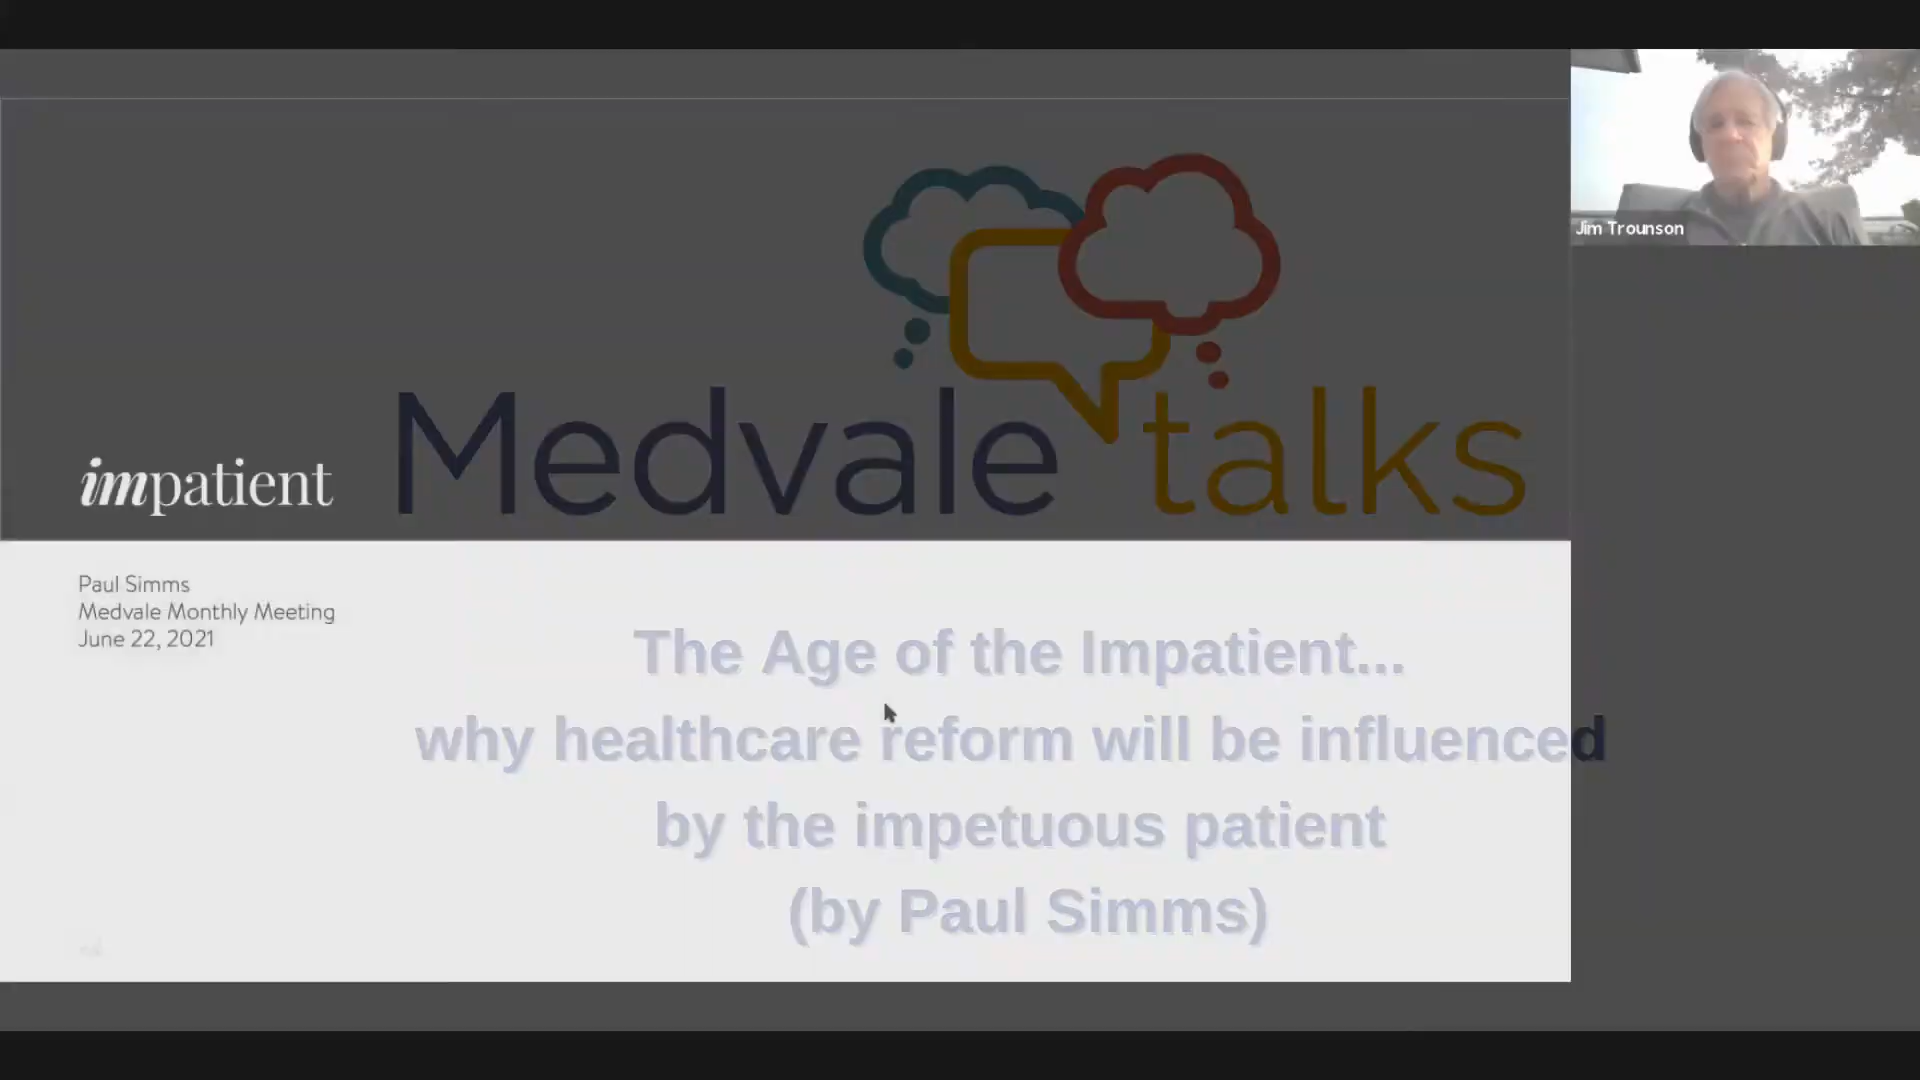 Jim Trounson
Medvale talks
impatient
Paul Simms
Medvale Monthly Meeting
June 22, 2021
The Age of the Impatient...
why healthcare reform will be influenced
by the impetuous patient
(by Paul Simms)